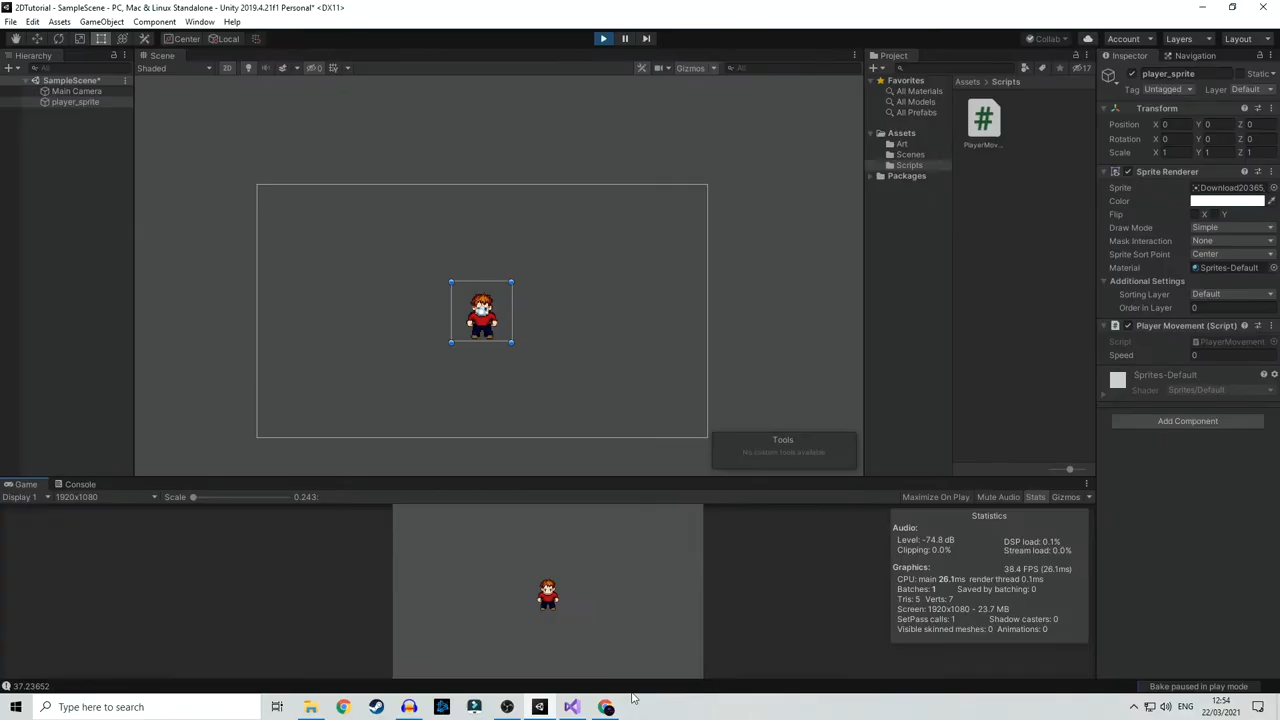 2DTutorial - SampleScene - PC, Mac & Linux Standalone - Unity 2019.4.21f1 Personal* <DX11>
File Edit Assets GameObject Component Window Help
Center Local Collab Account Layers Layout
Hierarchy Scene Project Inspector Navigation
All Shaded 2D 0 Gizmos All 17
SampleScene*
Main Camera
player_sprite
Favorites
All Materials
All Models
All Prefabs
Assets
Art
Scenes
Scripts
Packages
Assets > Scripts
#
PlayerMov...
player_sprite Static
Tag Untagged Layer Default
Transform
Position X 0 Y 0 Z 0
Rotation X 0 Y 0 Z 0
Scale X 1 Y 1 Z 1
Sprite Renderer
Sprite Download20365
Color
Flip X Y
Draw Mode Simple
Mask Interaction None
Sprite Sort Point Center
Material Sprites-Default
Additional Settings
Sorting Layer Default
Order in Layer 0
# Player Movement (Script)
Script PlayerMovement
Speed 0
Sprites-Default
Shader Sprites/Default
Add Component
Tools
No custom tools available
Game Console
Display 1 1920x1080 Scale 0.243: Maximize On Play Mute Audio Stats Gizmos
Statistics
Audio:
Level: -74.8 dB DSP load: 0.1%
Clipping: 0.0% Stream load: 0.0%
Graphics: 38.4 FPS (26.1ms)
CPU: main 26.1ms render thread 0.1ms
Batches: 1 Saved by batching: 0
Tris: 5 Verts: 7
Screen: 1920x1080 - 23.7 MB
SetPass calls: 1 Shadow casters: 0
Visible skinned meshes: 0 Animations: 0
37.23652 Bake paused in play mode
Type here to search ENG 12:54
22/03/2021